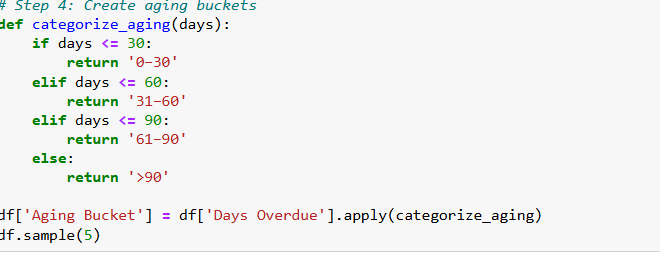 # Step 4: Create aging buckets
def categorize_aging(days):
    if days <= 30:
        return '0–30'
    elif days <= 60:
        return '31–60'
    elif days <= 90:
        return '61–90'
    else:
        return '>90'
df['Aging Bucket'] = df['Days Overdue'].apply(categorize_aging)
df.sample(5)